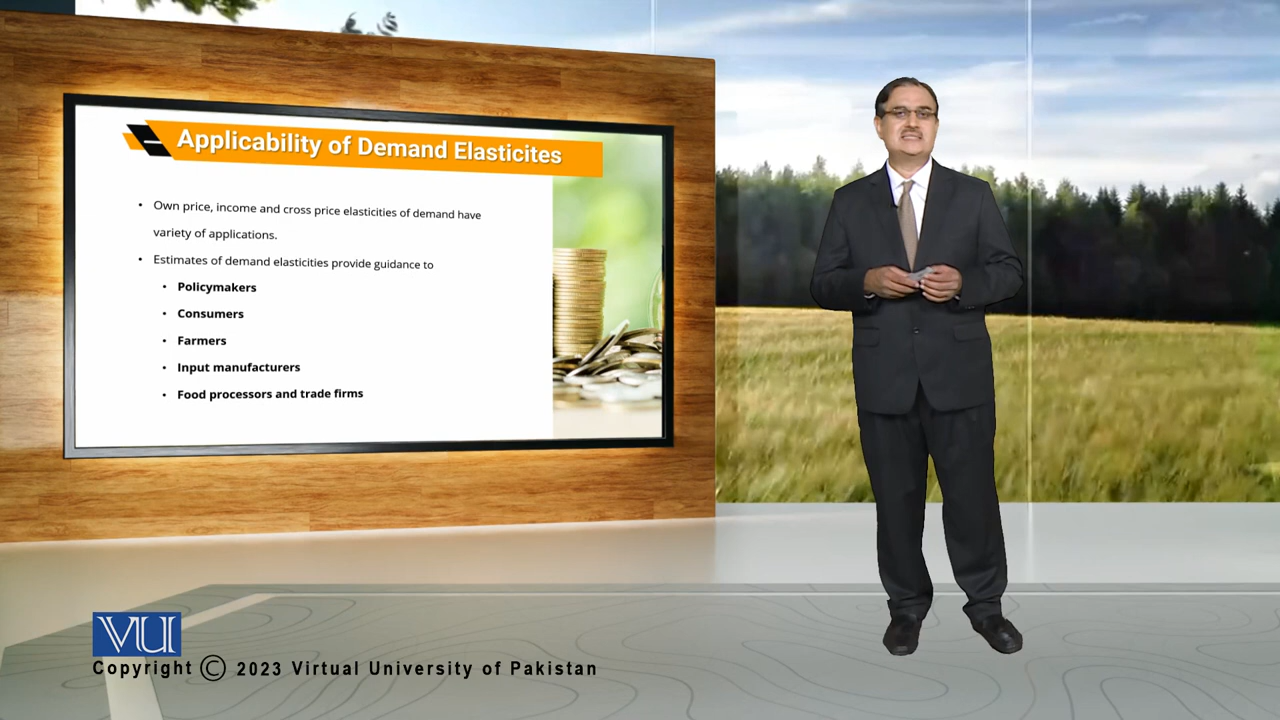 Applicability of Demand Elasticites
• Own price, income and cross price elasticities of demand have
variety of applications.
• Estimates of demand elasticities provide guidance to
• Policymakers
• Consumers
• Farmers
• Input manufacturers
• Food processors and trade firms
VU
Copyright © 2023 Virtual University of Pakistan